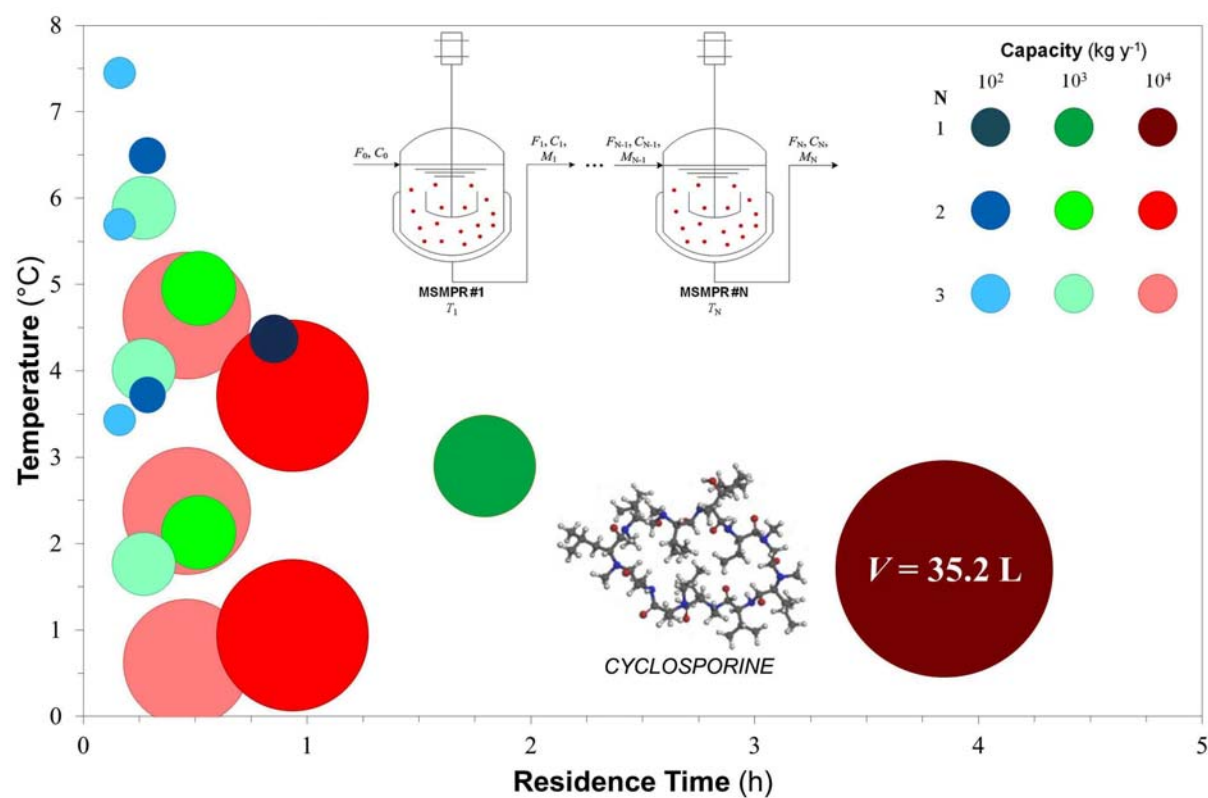 8
7
6
5
4
3
2
1
0
Temperature (°C)
0
1
2
3
4
5
Residence Time (h)
F0, C0
F1, C1,
M1
...
FN-1, CN-1,
MN-1
FN, CN,
MN
MSMPR#1
T1
MSMPR#N
TN
Capacity (kg y-1)
N
10² 10³ 10⁴
1
2
3
CYCLOSPORINE
V = 35.2 L